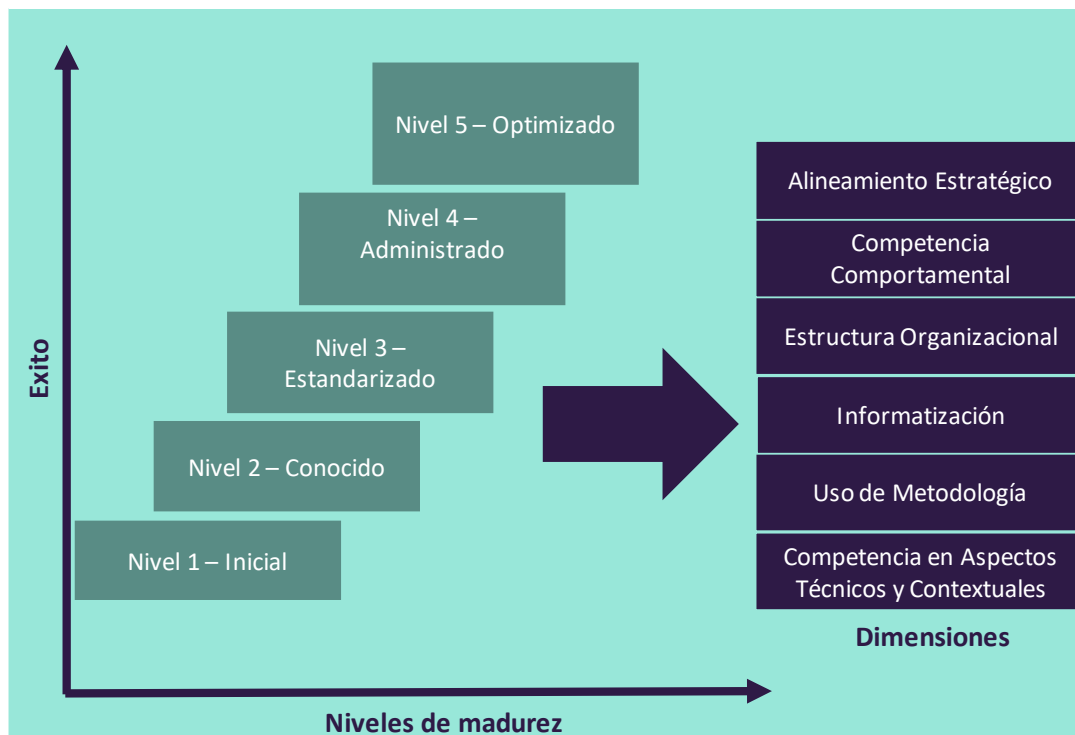 Exito
Nivel 5 – Optimizado
Nivel 4 –
Administrado
Nivel 3 –
Estandarizado
Nivel 2 – Conocido
Nivel 1 – Inicial
Niveles de madurez
Alineamiento Estratégico
Competencia
Comportamental
Estructura Organizacional
Informatización
Uso de Metodología
Competencia en Aspectos
Técnicos y Contextuales
Dimensiones